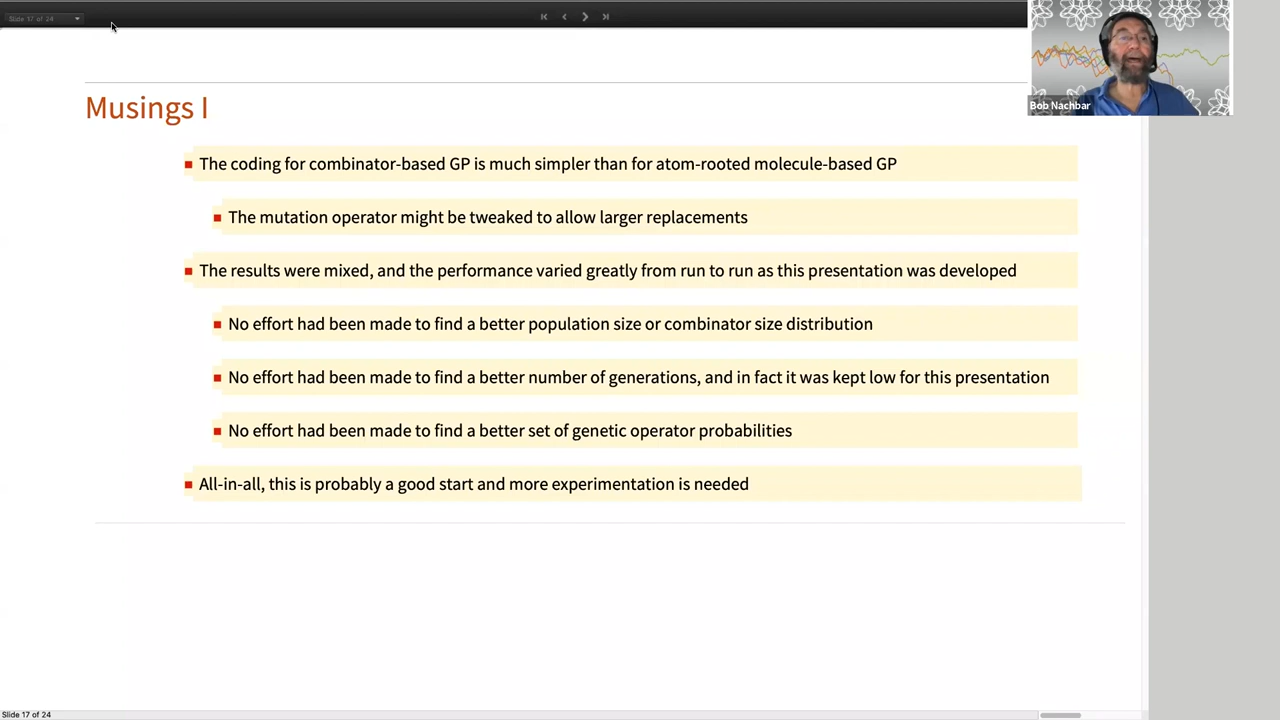 Slide 17 of 24
Bob Nachbar
Musings I
The coding for combinator-based GP is much simpler than for atom-rooted molecule-based GP
The mutation operator might be tweaked to allow larger replacements
The results were mixed, and the performance varied greatly from run to run as this presentation was developed
No effort had been made to find a better population size or combinator size distribution
No effort had been made to find a better number of generations, and in fact it was kept low for this presentation
No effort had been made to find a better set of genetic operator probabilities
All-in-all, this is probably a good start and more experimentation is needed
Slide 17 of 24